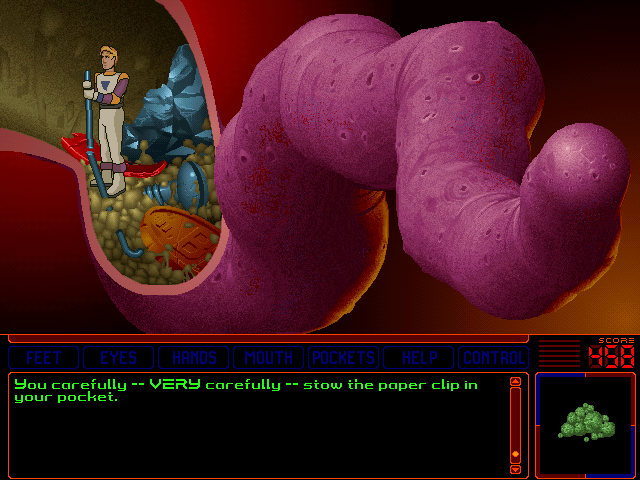 FEET EYES HANDS MOUTH POCKETS HELP CONTROL
SCORE
458
You carefully -- VERY carefully -- stow the paper clip in
your pocket.